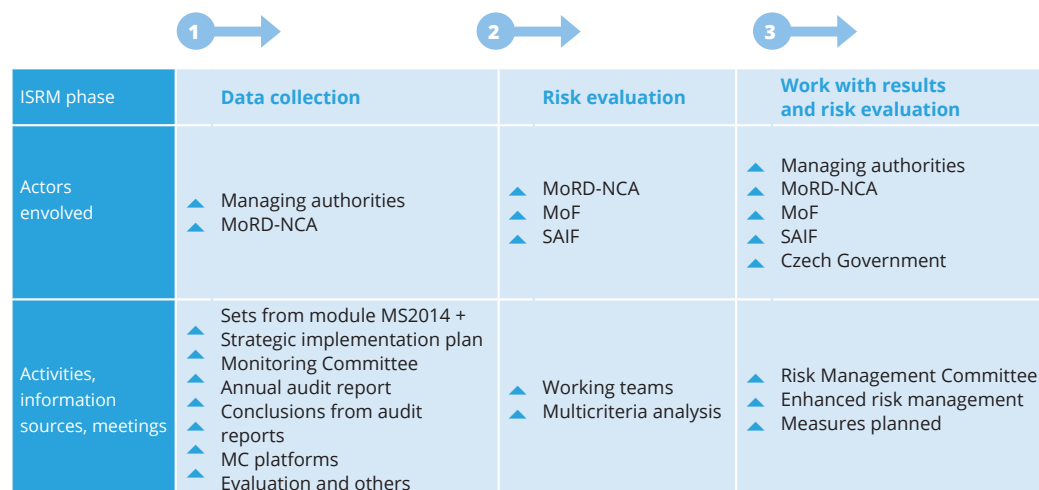 1
2
3
ISRM phase
Data collection
Risk evaluation
Work with results
and risk evaluation
Actors
envolved
Managing authorities
MoRD-NCA
MoRD-NCA
MoF
SAIF
Managing authorities
MoRD-NCA
MoF
SAIF
Czech Government
Activities,
information
sources, meetings
Sets from module MS2014 +
Strategic implementation plan
Monitoring Committee
Annual audit report
Conclusions from audit
reports
MC platforms
Evaluation and others
Working teams
Multicriteria analysis
Risk Management Committee
Enhanced risk management
Measures planned